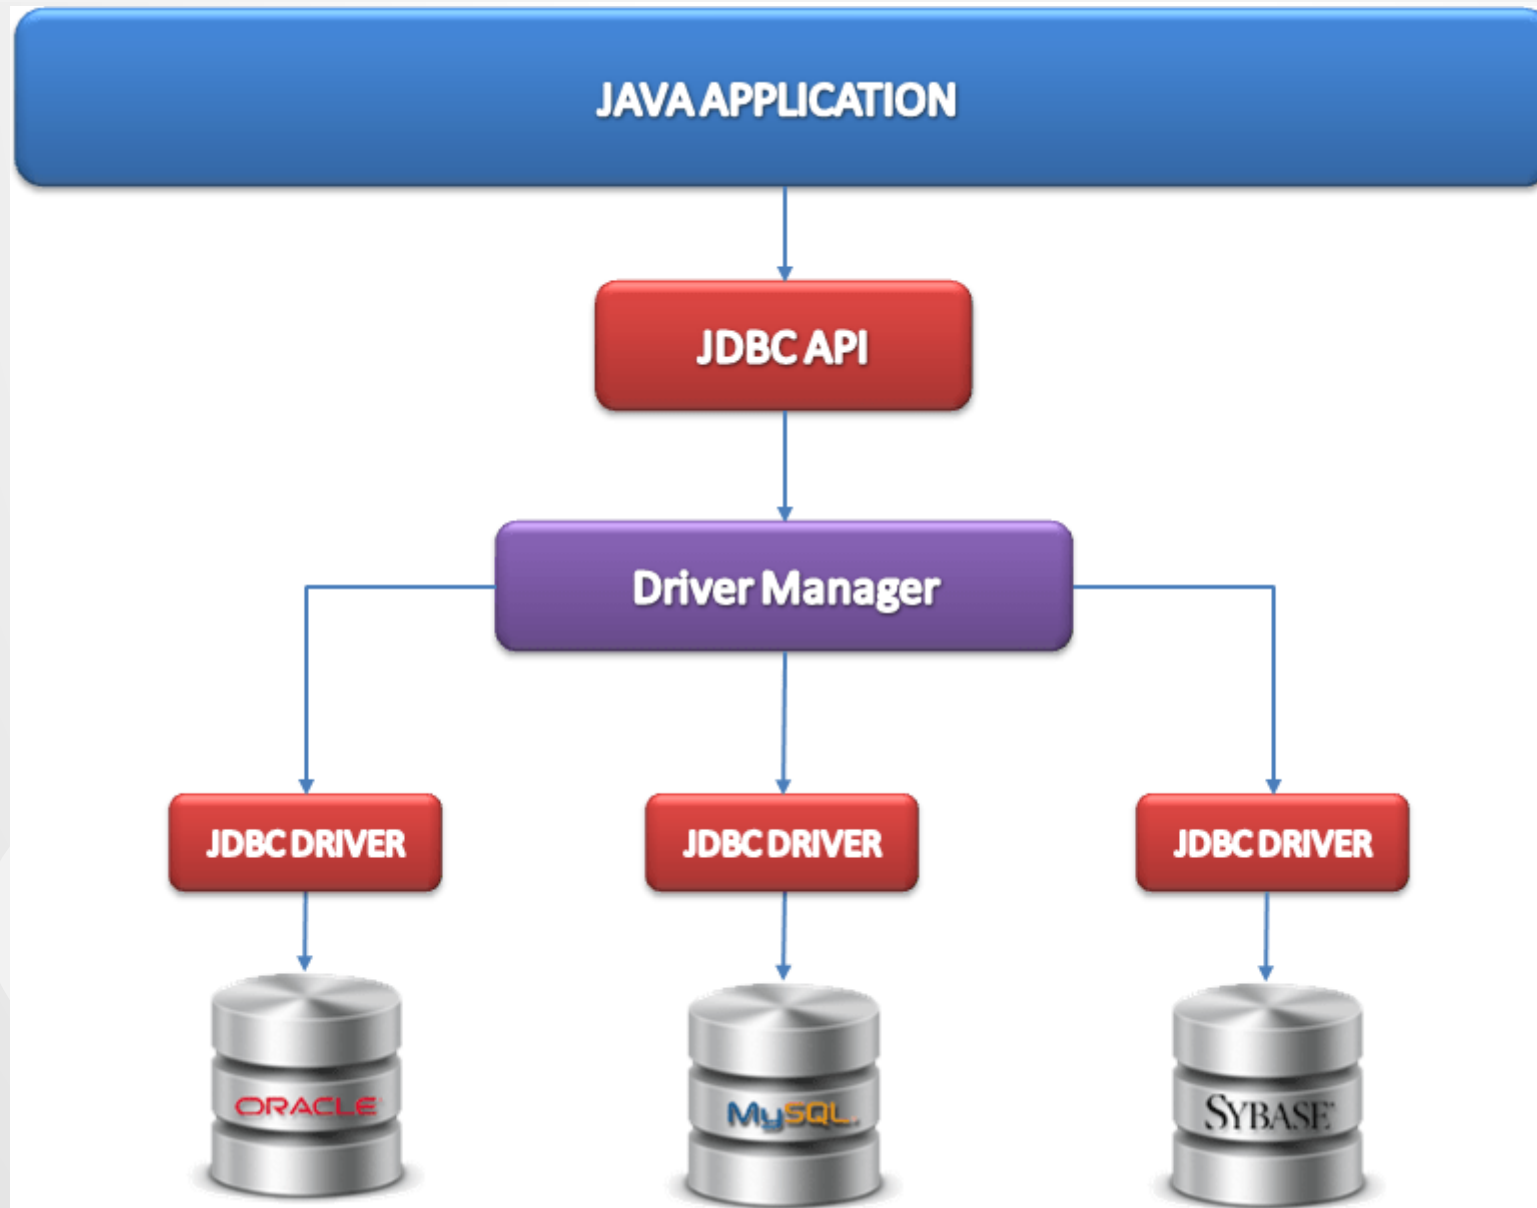 JAVA APPLICATION
JDBC API
Driver Manager
JDBC DRIVER
JDBC DRIVER
JDBC DRIVER
ORACLE
MySQL
SYBASE